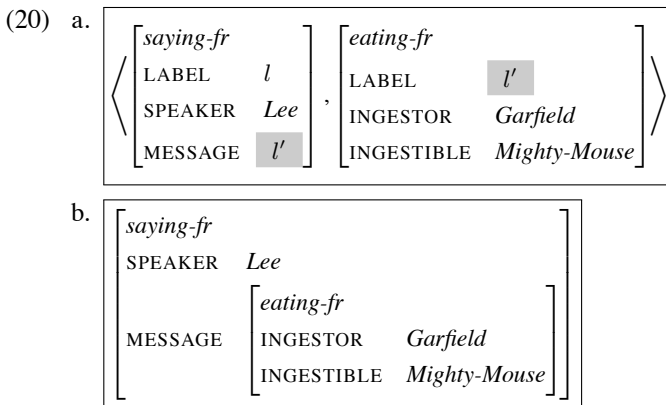 (20) a.
⟨ [saying-fr] , [eating-fr] ⟩
LABEL l LABEL l′
SPEAKER Lee , INGESTOR Garfield
MESSAGE l′ INGESTIBLE Mighty-Mouse
b.
saying-fr
SPEAKER Lee
eating-fr
MESSAGE INGESTOR Garfield
INGESTIBLE Mighty-Mouse